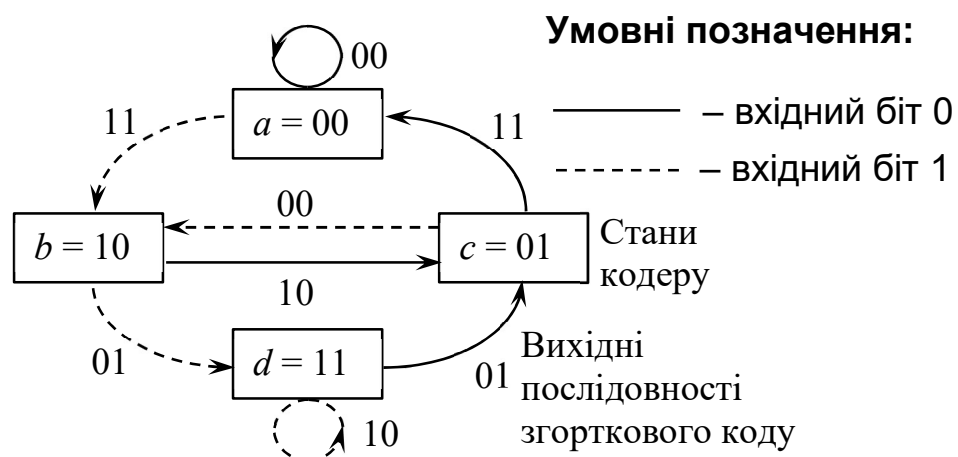 Умовні позначення:
00
a = 00
– вхідний біт 0
11
11
– вхідний біт 1
00
b = 10
c = 01
Стани
кодеру
10
01
d = 11
01
Вихідні
послідовності
згорткового коду
10